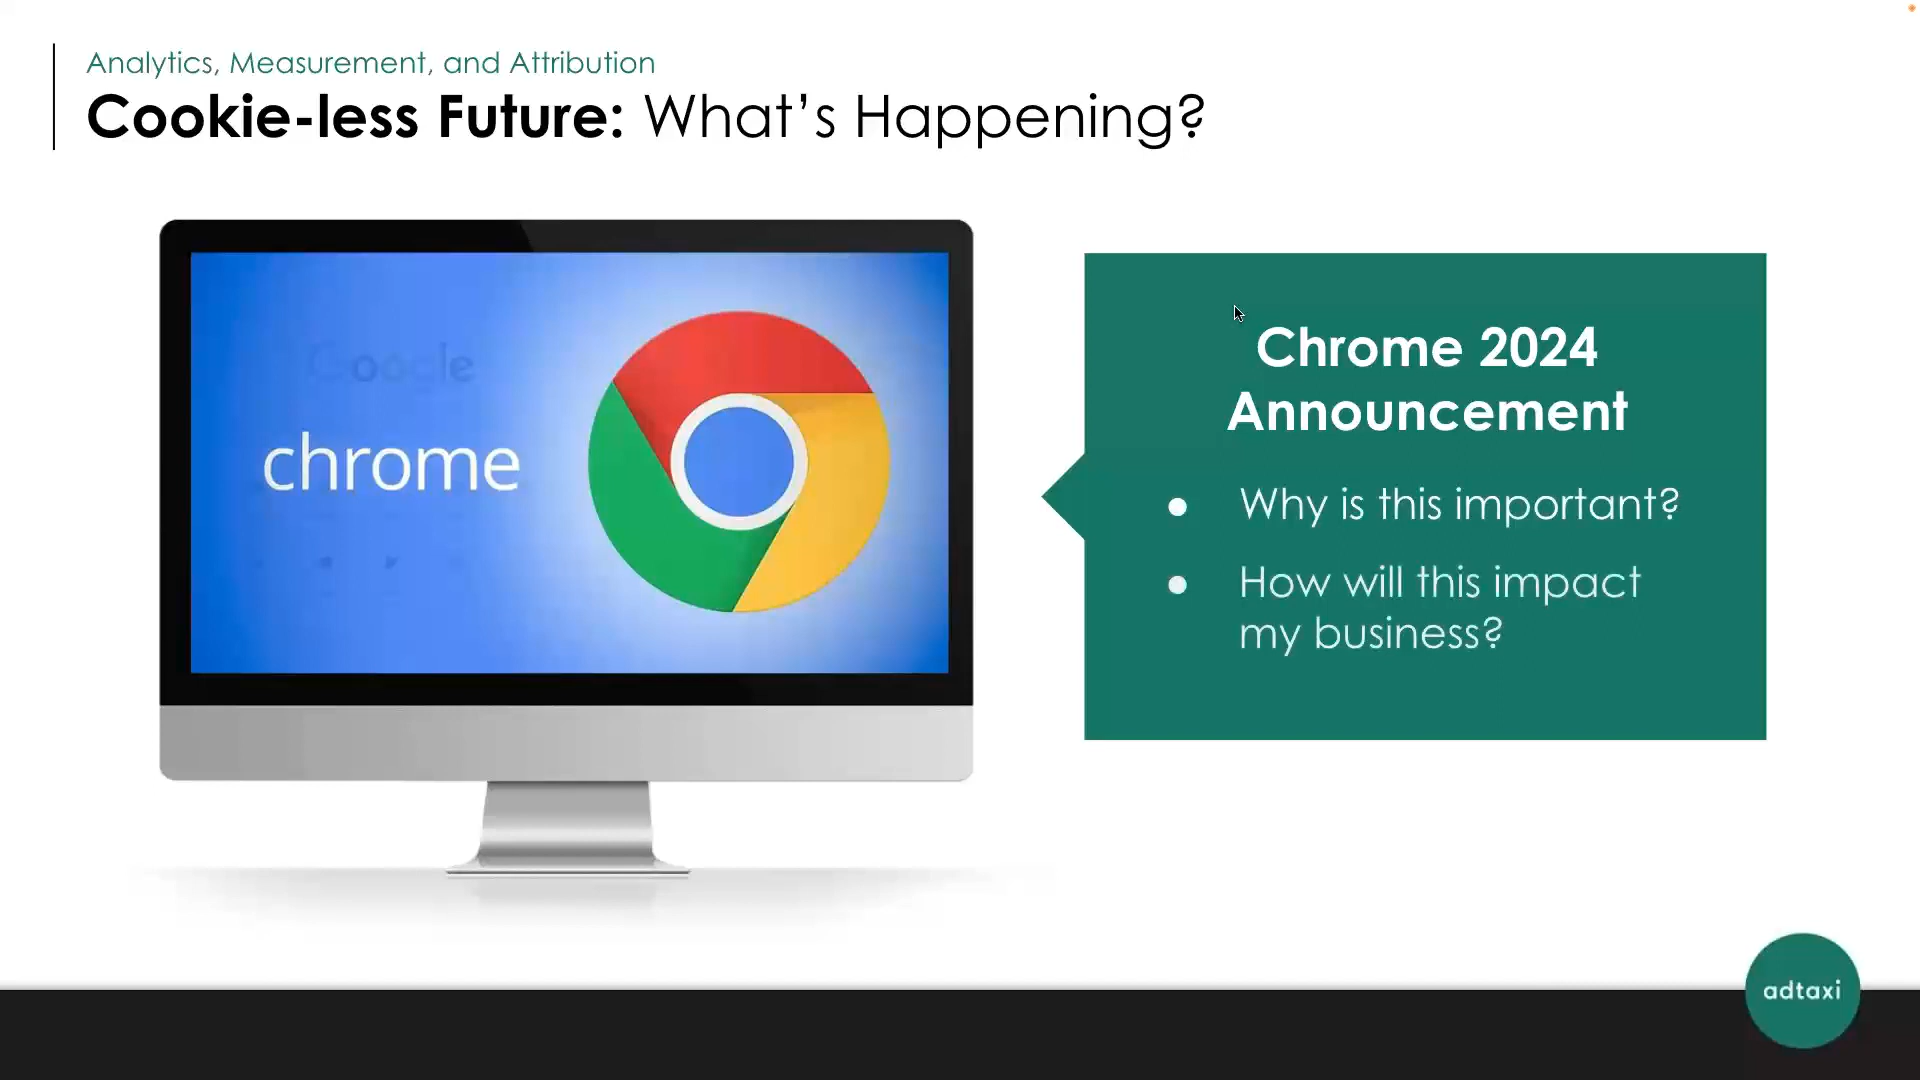 Analytics, Measurement, and Attribution
Cookie-less Future: What’s Happening?
Google
chrome
Chrome 2024
Announcement
● Why is this important?
● How will this impact
my business?
adtaxi